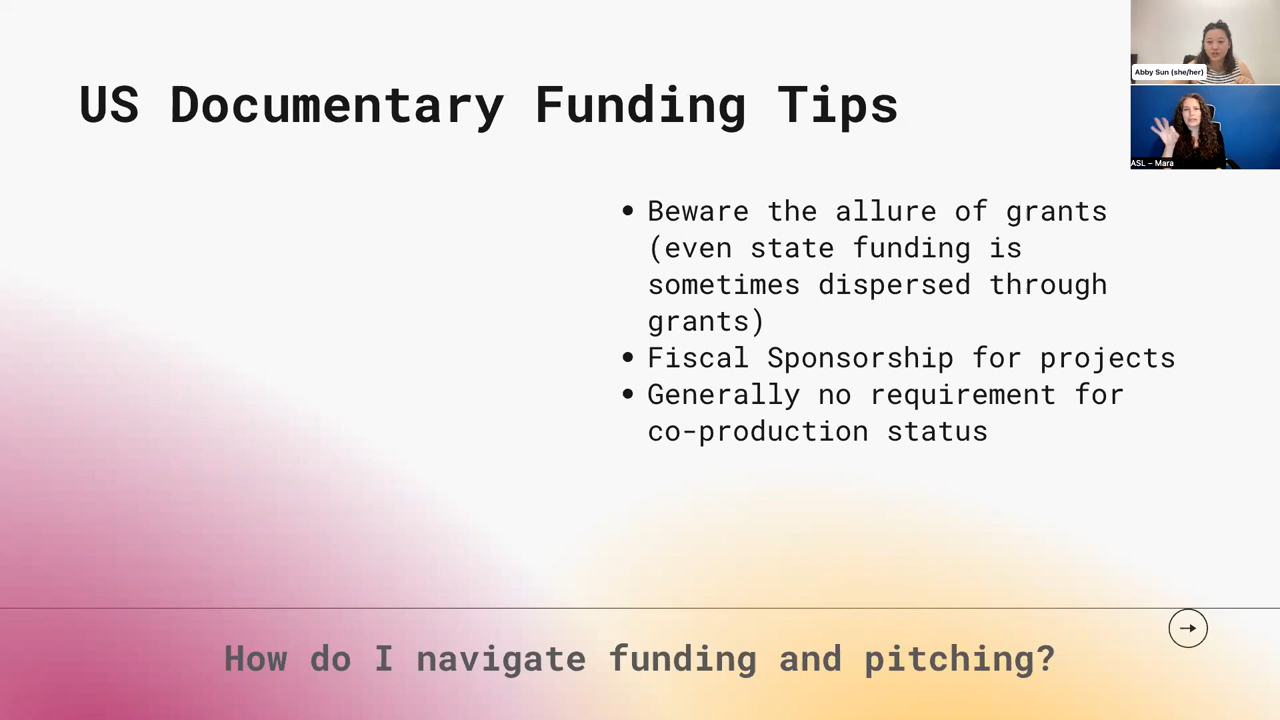 US Documentary Funding Tips
Abby Sun (she/her)
ASL – Mara
• Beware the allure of grants
(even state funding is
sometimes dispersed through
grants)
• Fiscal Sponsorship for projects
• Generally no requirement for
co-production status
How do I navigate funding and pitching?